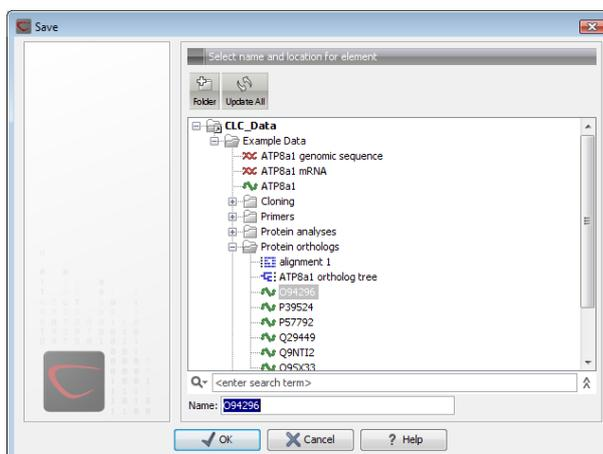 Save
Select name and location for element
Folder Update All
CLC_Data
Example Data
ATP8a1 genomic sequence
ATP8a1 mRNA
ATP8a1
Cloning
Primers
Protein analyses
Protein orthologs
alignment 1
ATP8a1 ortholog tree
O94296
P39524
P57792
Q29449
Q9NTI2
Q9SX33
<enter search term>
Name: O94296
OK Cancel ? Help